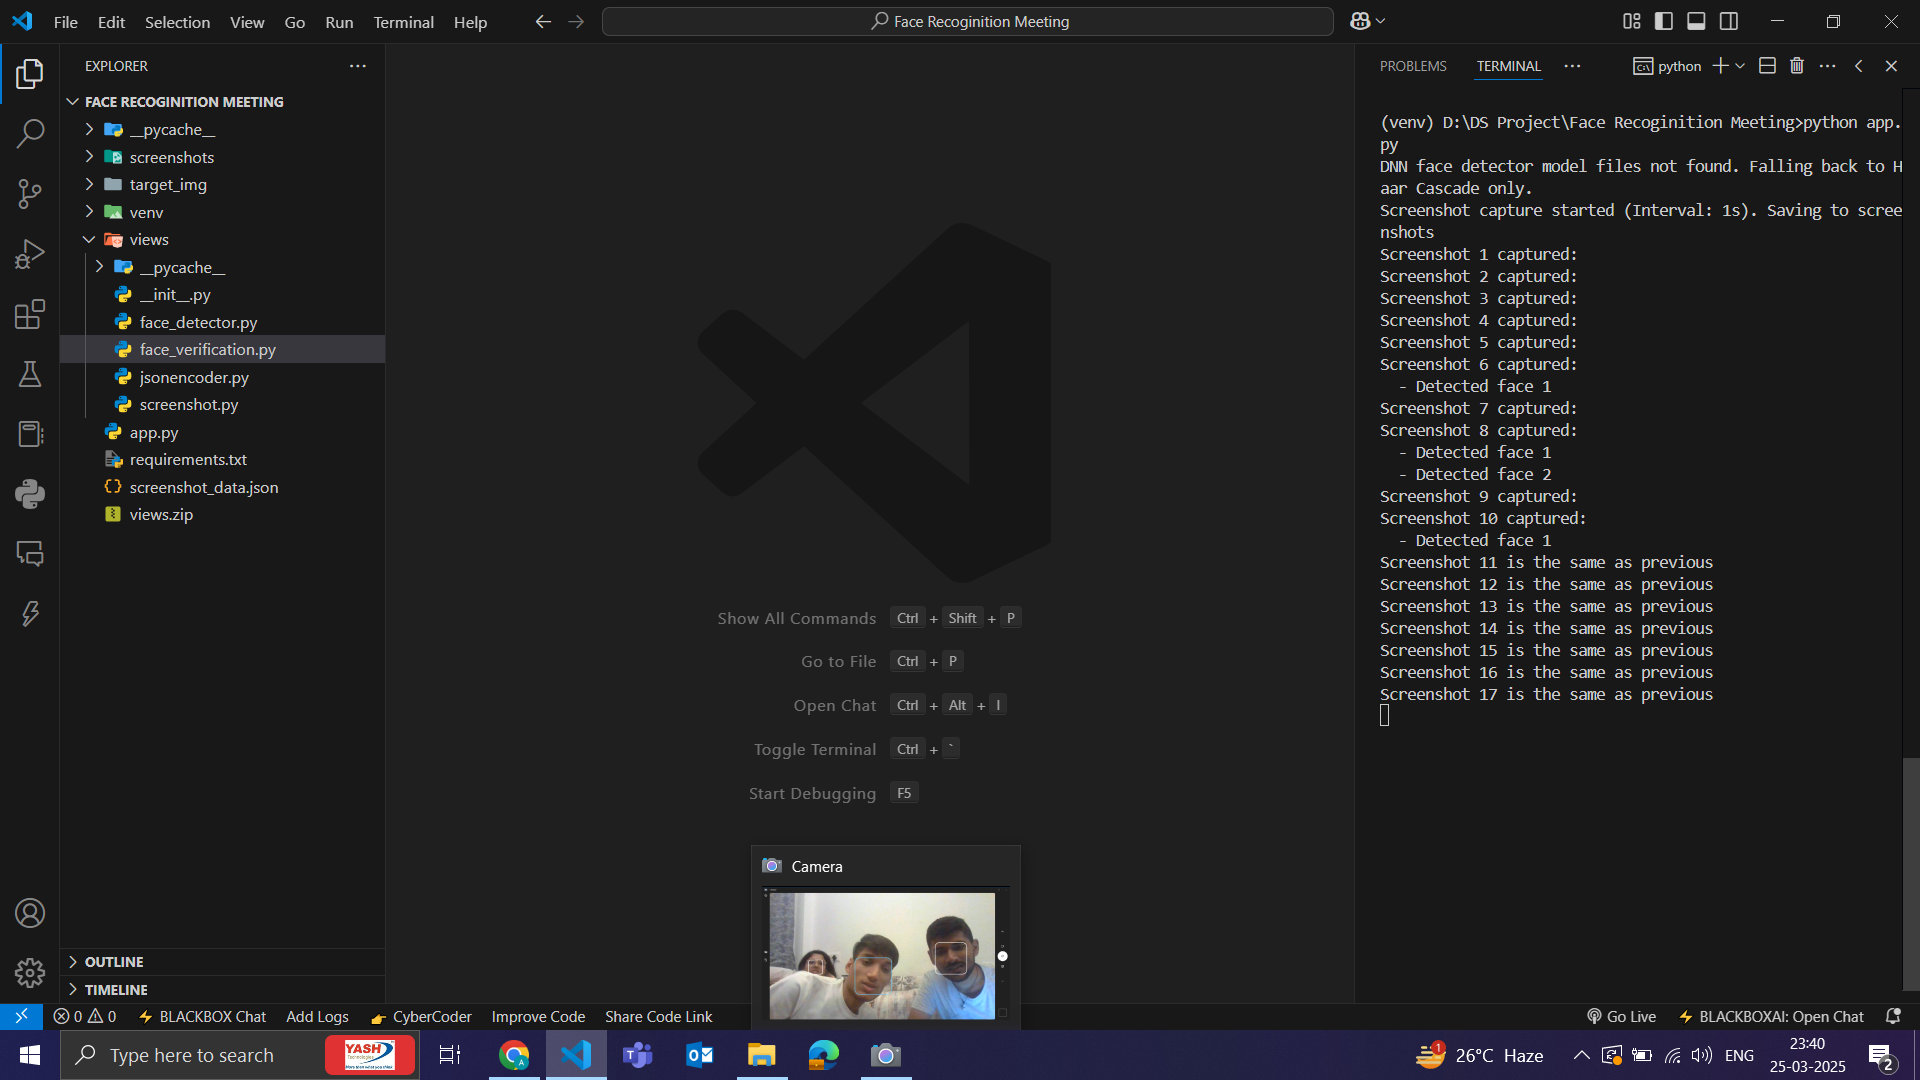 File Edit Selection View Go Run Terminal Help
Face Recoginition Meeting
EXPLORER
FACE RECOGINITION MEETING
__pycache__
screenshots
target_img
venv
views
__pycache__
__init__.py
face_detector.py
face_verification.py
jsonencoder.py
screenshot.py
app.py
requirements.txt
screenshot_data.json
views.zip
OUTLINE
TIMELINE
Show All Commands Ctrl + Shift + P
Go to File Ctrl + P
Open Chat Ctrl + Alt + I
Toggle Terminal Ctrl + `
Start Debugging F5
Camera
PROBLEMS TERMINAL
python
(venv) D:\DS Project\Face Recoginition Meeting>python app.
py
DNN face detector model files not found. Falling back to H
aar Cascade only.
Screenshot capture started (Interval: 1s). Saving to scree
nshots
Screenshot 1 captured:
Screenshot 2 captured:
Screenshot 3 captured:
Screenshot 4 captured:
Screenshot 5 captured:
Screenshot 6 captured:
- Detected face 1
Screenshot 7 captured:
Screenshot 8 captured:
- Detected face 1
- Detected face 2
Screenshot 9 captured:
Screenshot 10 captured:
- Detected face 1
Screenshot 11 is the same as previous
Screenshot 12 is the same as previous
Screenshot 13 is the same as previous
Screenshot 14 is the same as previous
Screenshot 15 is the same as previous
Screenshot 16 is the same as previous
Screenshot 17 is the same as previous
0 0 BLACKBOX Chat Add Logs CyberCoder Improve Code Share Code Link Go Live BLACKBOXAI: Open Chat
Type here to search
YASH
Technologies
26°C Haze
1
ENG
23:40
25-03-2025
2